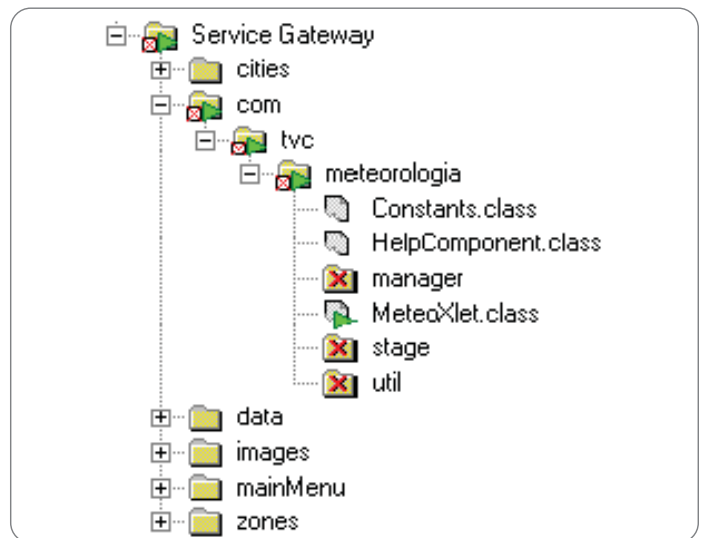 Service Gateway
cities
com
tvc
meteorologia
Constants.class
HelpComponent.class
manager
MeteoXlet.class
stage
util
data
images
mainMenu
zones